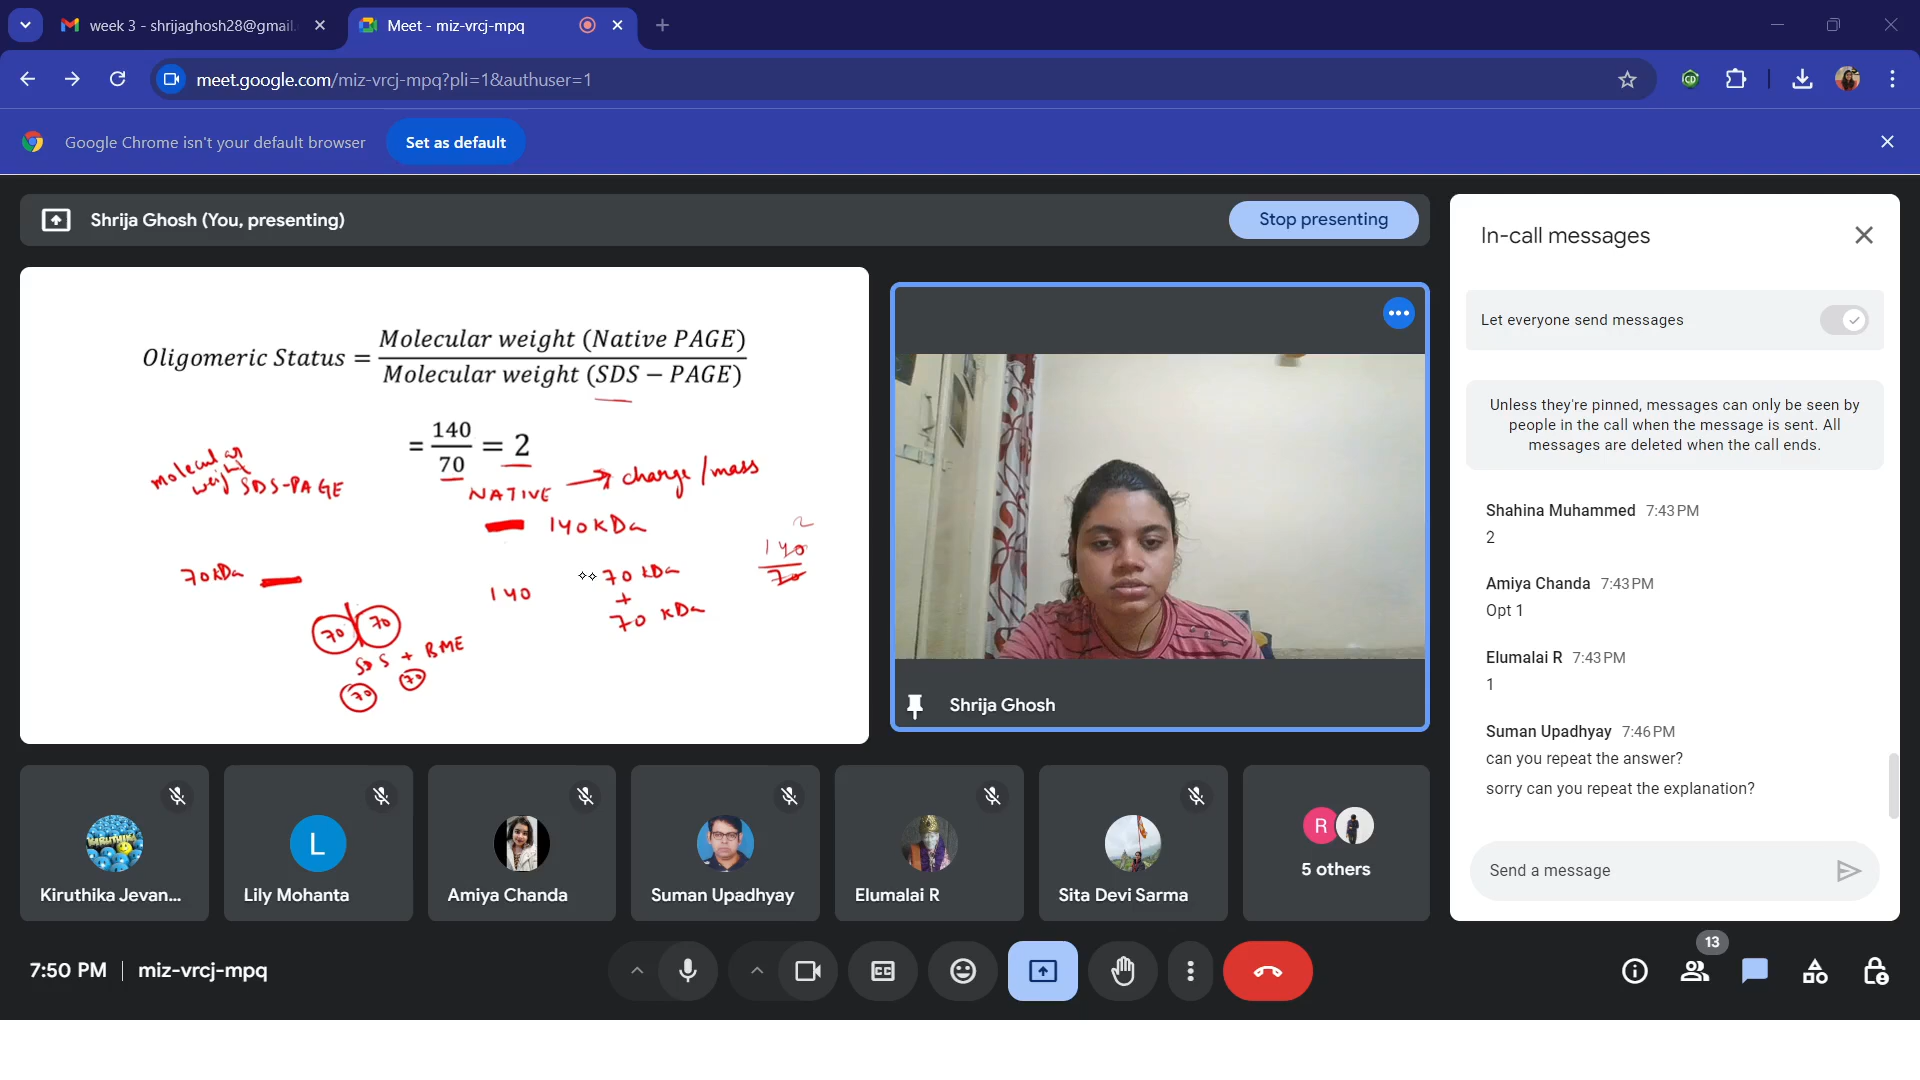 week 3 - shrijaghosh28@gmail.
Meet - miz-vrcj-mpq
meet.google.com/miz-vrcj-mpq?pli=1&authuser=1
Google Chrome isn't your default browser
Set as default
Shrija Ghosh (You, presenting)
Stop presenting
Oligomeric Status = Molecular weight (Native PAGE)
Molecular weight (SDS − PAGE)
= 140 = 2
70
molecular
weight SDS-PAGE
NATIVE → charge/mass
140 kDa
2
140
70
70 kDa
140
70 kDa
+
70 kDa
70 70
SDS + BME
70 70
Shrija Ghosh
Kiruthika Jevan...
Lily Mohanta
L
Amiya Chanda
Suman Upadhyay
Elumalai R
Sita Devi Sarma
R
5 others
7:50 PM | miz-vrcj-mpq
13
In-call messages
Let everyone send messages
Unless they're pinned, messages can only be seen by
people in the call when the message is sent. All
messages are deleted when the call ends.
Shahina Muhammed 7:43 PM
2
Amiya Chanda 7:43 PM
Opt 1
Elumalai R 7:43 PM
1
Suman Upadhyay 7:46 PM
can you repeat the answer?
sorry can you repeat the explanation?
Send a message